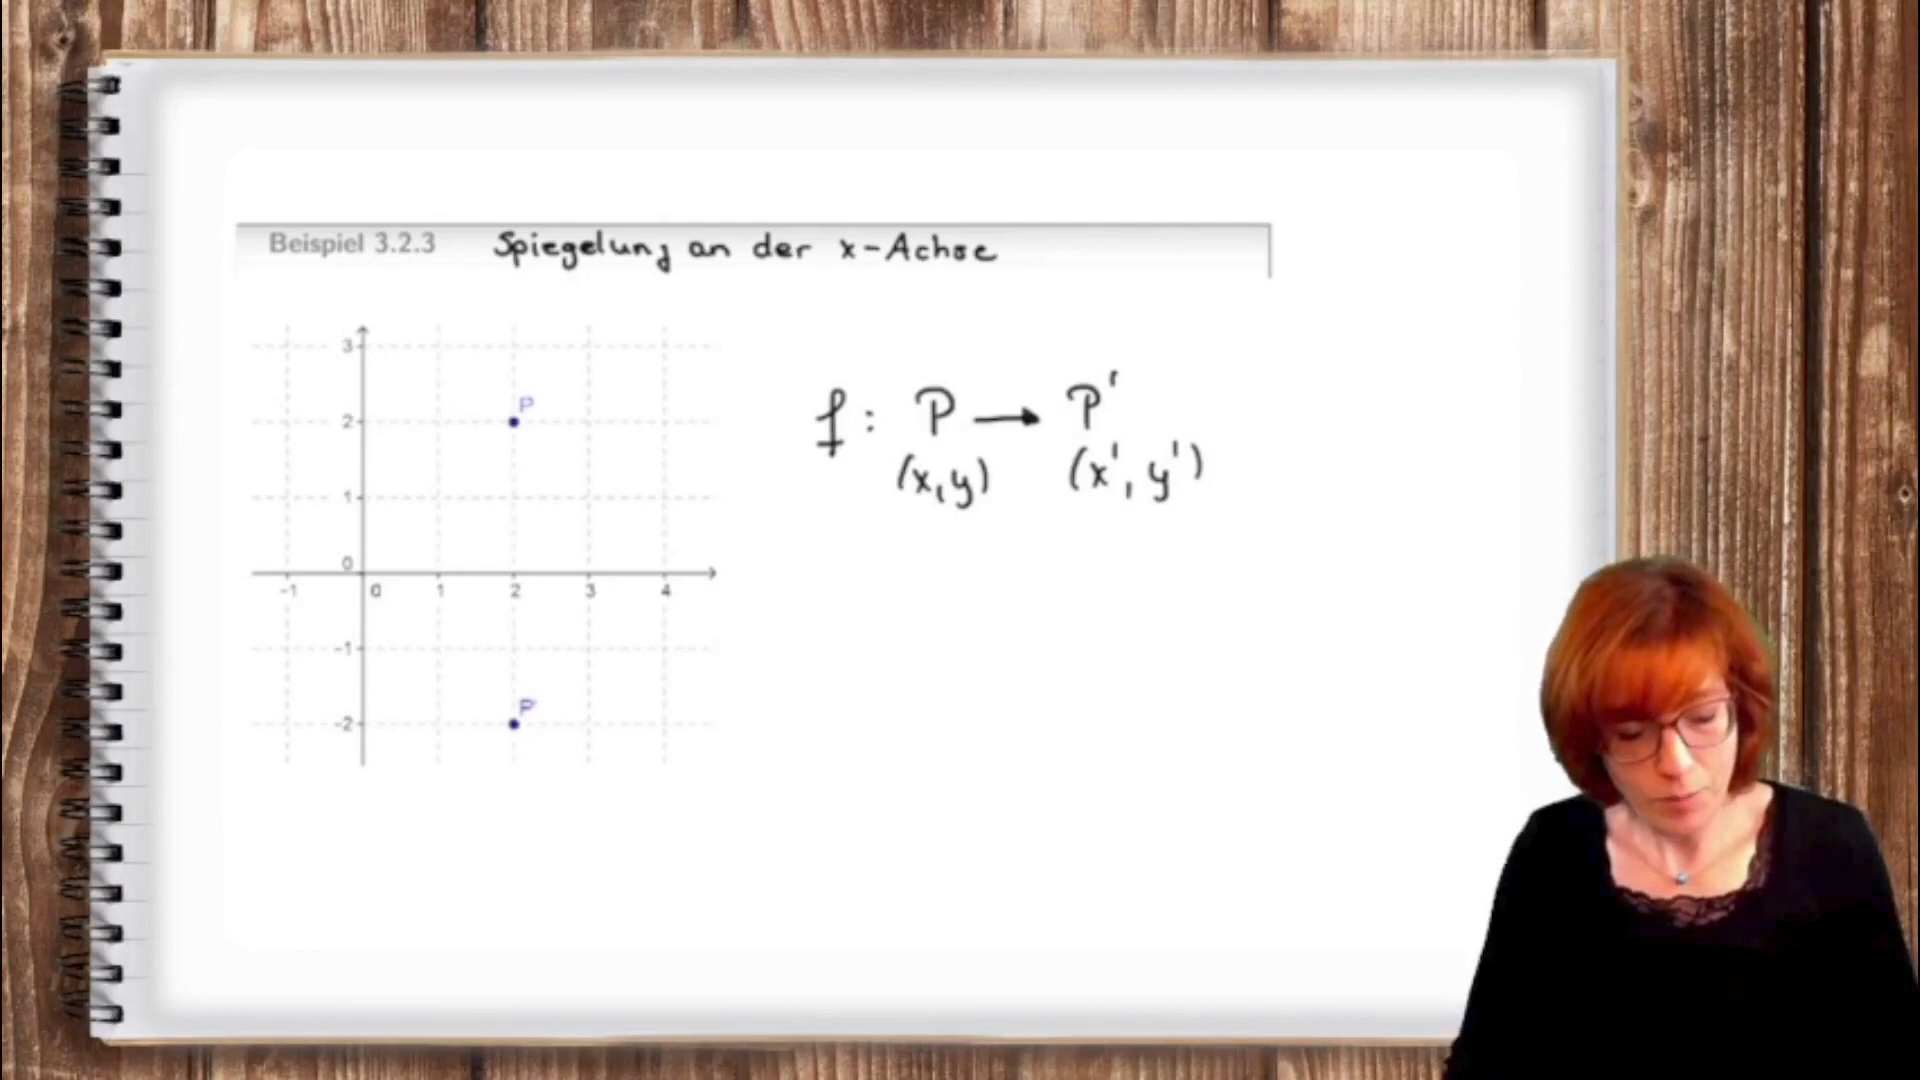 Beispiel 3.2.3 Spiegelung an der x-Achse
3
2
P
1
0
-1 0 1 2 3 4
-1
P'
-2
f: P → P'
(x,y) (x', y')